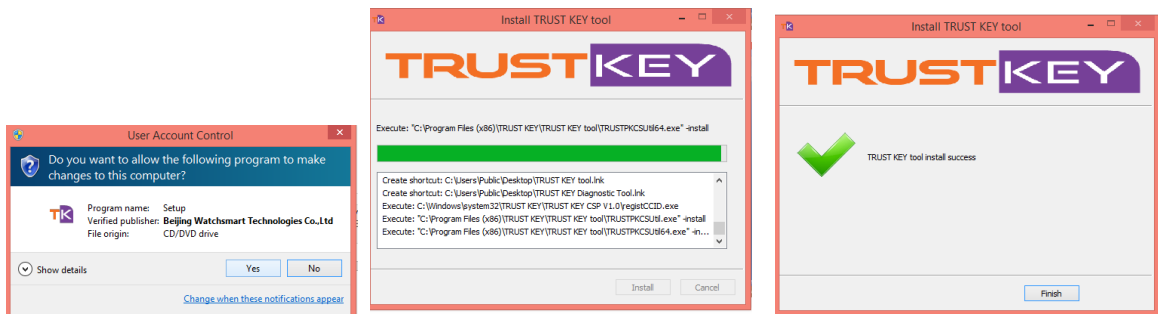 User Account Control
Do you want to allow the following program to make
changes to this computer?
TK
Program name: Setup
Verified publisher: Beijing Watchsmart Technologies Co.,Ltd
File origin: CD/DVD drive
Show details
Yes No
Change when these notifications appear
TK Install TRUST KEY tool
TRUSTKEY
Execute: "C:\Program Files (x86)\TRUST KEY\TRUST KEY tool\TRUSTPKCSUtil64.exe" -install
Create shortcut: C:\Users\Public\Desktop\TRUST KEY tool.lnk
Create shortcut: C:\Users\Public\Desktop\TRUST KEY Diagnostic Tool.lnk
Execute: C:\Windows\system32\TRUST KEY\TRUST KEY CSP V1.0\registCCID.exe
Execute: "C:\Program Files (x86)\TRUST KEY\TRUST KEY tool\TRUSTPKCSUtil.exe" -install
Execute: "C:\Program Files (x86)\TRUST KEY\TRUST KEY tool\TRUSTPKCSUtil64.exe" -in...
Install Cancel
TK Install TRUST KEY tool
TRUSTKEY
TRUST KEY tool install success
Finish